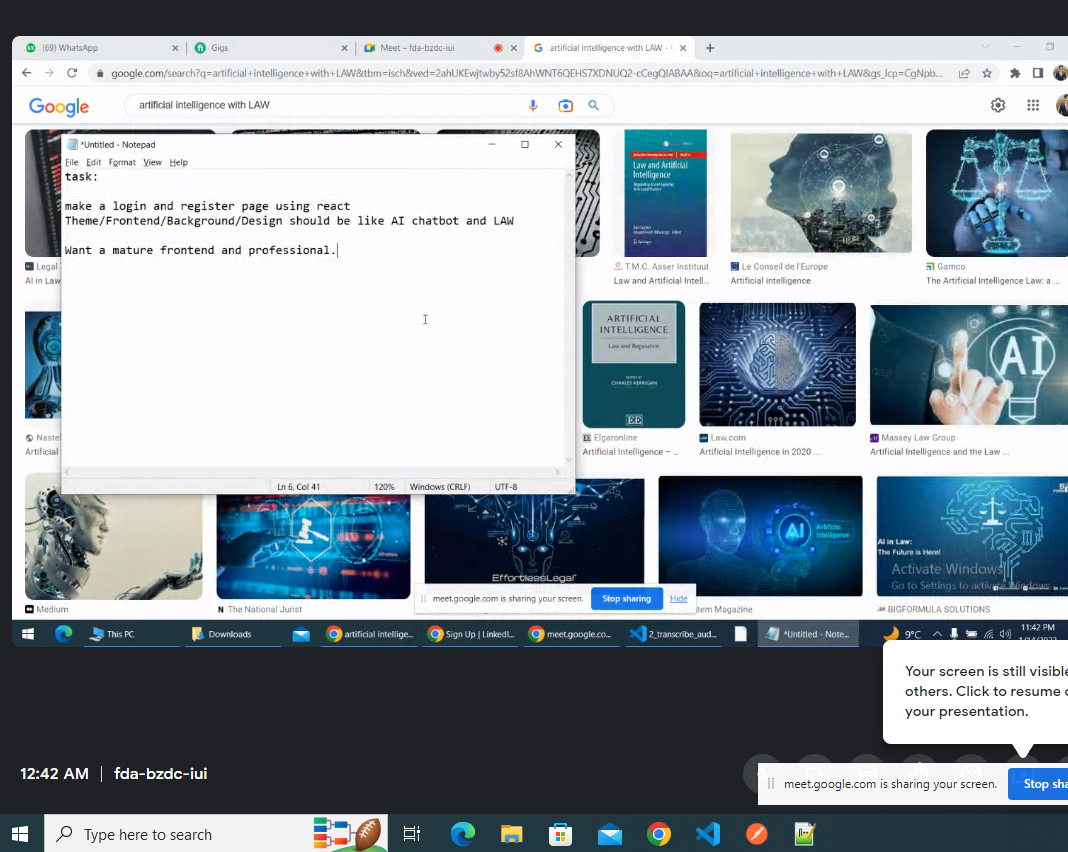 (69) WhatsApp
Gigs
Meet – fda-bzdc-iui
artificial intelligence with LAW - G
google.com/search?q=artificial+intelligence+with+LAW&tbm=isch&ved=2ahUKEwjtwby52sf8AhWNT6QEHS7XDNUQ2-cCegQIABAA&oq=artificial+intelligence+with+LAW&gs_lcp=CgNpb...
Google
artificial intelligence with LAW
*Untitled - Notepad
File Edit Format View Help
task:
make a login and register page using react
Theme/Frontend/Background/Design should be like AI chatbot and LAW
Want a mature frontend and professional.
Ln 6, Col 41
120%
Windows (CRLF)
UTF-8
Law and Artificial
Intelligence
Springer
Legal
AI in Law
T.M.C. Asser Instituut
Law and Artificial Intell...
Le Conseil de l'Europe
Artificial intelligence
Gamco
The Artificial Intelligence Law: a ...
ARTIFICIAL
INTELLIGENCE
Law and Regulation
EDITED BY
CHARLES KERRIGAN
EE
AI
Artificial
Elgaronline
Artificial Intelligence – ...
Law.com
Artificial Intelligence in 2020 ...
Massey Law Group
Artificial Intelligence and the Law ...
law
EffortlessLegal
AI
Artificial
Intelligence
AI in Law:
The Future is Here!
Activate Windows
Go to Settings to activate Windows.
Medium
The National Jurist
tem Magazine
BIGFORMULA SOLUTIONS
meet.google.com is sharing your screen.
Stop sharing
Hide
This PC
Downloads
artificial intellige...
Sign Up | LinkedI...
meet.google.co...
2_transcribe_aud...
*Untitled - Note...
9°C
11:42 PM
Your screen is still visible
others. Click to resume
your presentation.
12:42 AM | fda-bzdc-iui
meet.google.com is sharing your screen.
Stop sha
Type here to search